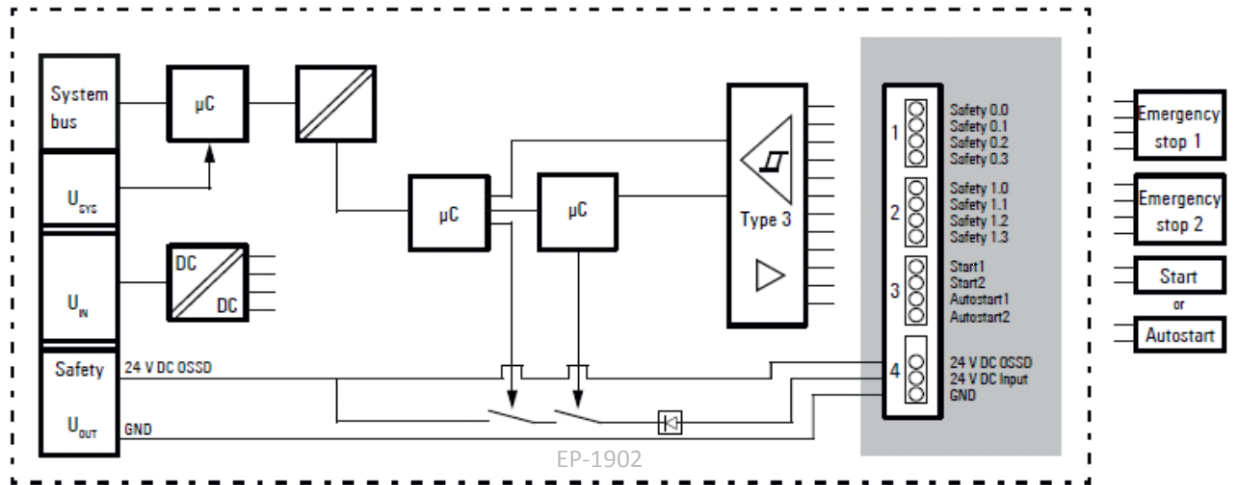 System
bus
µC
U SYS
U IN
DC
DC
Safety
U OUT
24 V DC OSSD
GND
µC
µC
Type 3
1
Safety 0.0
Safety 0.1
Safety 0.2
Safety 0.3
2
Safety 1.0
Safety 1.1
Safety 1.2
Safety 1.3
3
Start1
Start2
Autostart1
Autostart2
4
24 V DC OSSD
24 V DC Input
GND
Emergency
stop 1
Emergency
stop 2
Start
or
Autostart
EP-1902